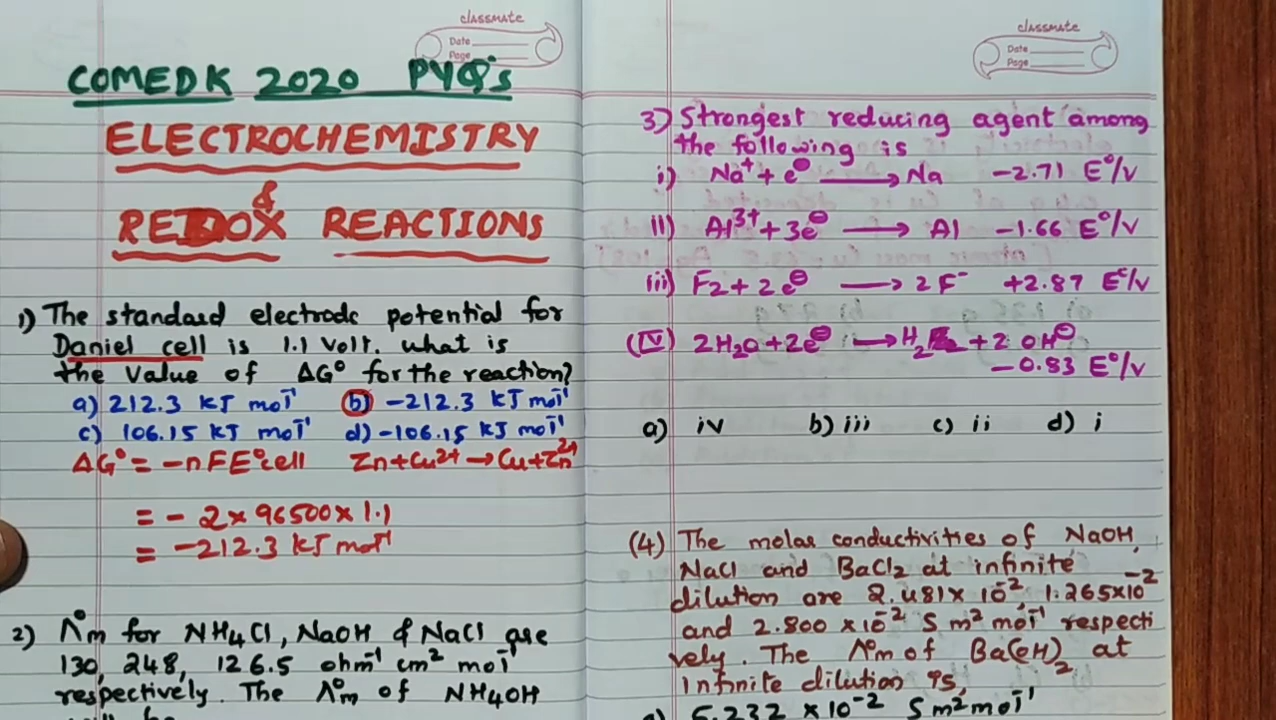 classmate
Date
Page
COMEDK 2020 PYQ's
ELECTROCHEMISTRY
&
REDOX REACTIONS
1) The standard electrode potential for
Daniel cell is 1.1 volt. what is
the value of ΔG° for the reaction?
a) 212.3 KJ mol⁻¹ b) -212.3 KJ mol⁻¹
c) 106.15 KJ mol⁻¹ d) -106.15 KJ mol⁻¹
ΔG° = -nFE°cell Zn+Cu²⁺→Cu+Zn²⁺
= - 2×96500×1.1
= -212.3 KJ mol⁻¹
2) Λ°m for NH₄Cl, NaOH & NaCl are
130, 248, 126.5 ohm⁻¹ cm² mol⁻¹
respectively. The Λ°m of NH₄OH
classmate
Date
Page
3) Strongest reducing agent among
the following is
i) Na⁺ + e⊖ → Na -2.71 E°/V
ii) Al³⁺ + 3e⊖ → Al -1.66 E°/V
iii) F2 + 2e⊖ → 2F⁻ +2.87 E°/V
(IV) 2H₂O + 2e⊖ → H₂ + 2OH⊖
-0.83 E°/V
a) iv b) iii c) ii d) i
(4) The molar conductivities of NaOH,
NaCl and BaCl₂ at infinite
dilution are 2.481×10⁻², 1.265×10⁻²
and 2.800 ×10⁻² S m² mol⁻¹ respecti
vely. The Λ°m of Ba(OH)₂ at
infinite dilution is,
a) 5.232 ×10⁻² S m² mol⁻¹